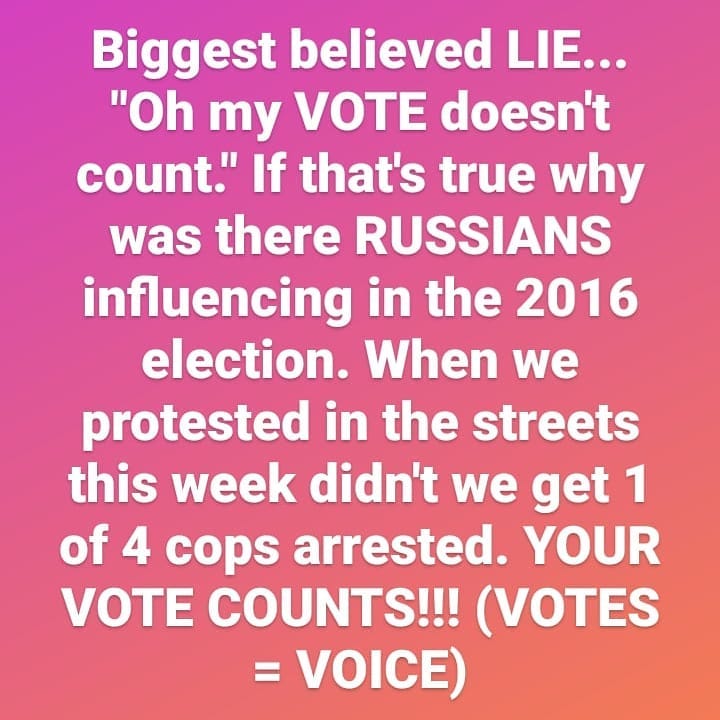 Biggest believed LIE...
"Oh my VOTE doesn't
count." If that's true why
was there RUSSIANS
influencing in the 2016
election. When we
protested in the streets
this week didn't we get 1
of 4 cops arrested. YOUR
VOTE COUNTS!!! (VOTES
= VOICE)